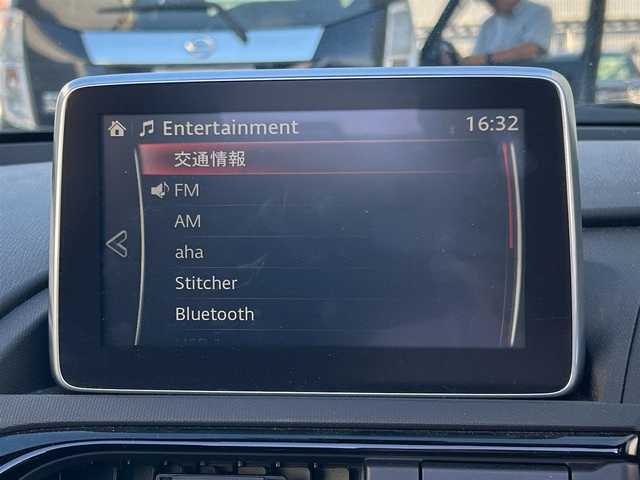 Entertainment 16:32
交通情報
FM
AM
aha
Stitcher
Bluetooth